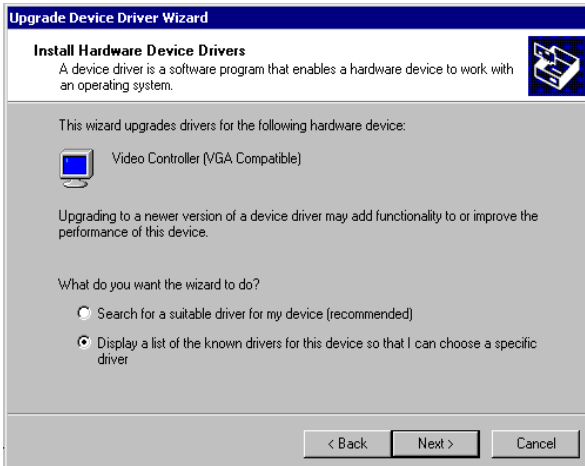 Upgrade Device Driver Wizard
Install Hardware Device Drivers
A device driver is a software program that enables a hardware device to work with
an operating system.
This wizard upgrades drivers for the following hardware device:
Video Controller (VGA Compatible)
Upgrading to a newer version of a device driver may add functionality to or improve the
performance of this device.
What do you want the wizard to do?
Search for a suitable driver for my device (recommended)
Display a list of the known drivers for this device so that I can choose a specific
driver
< Back Next > Cancel